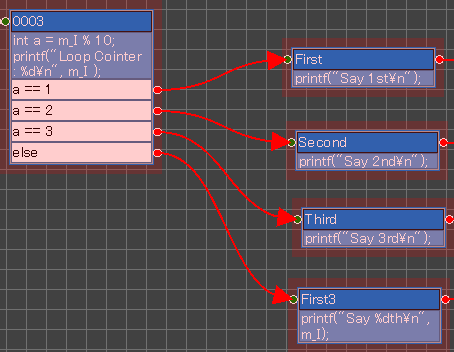 0003
int a = m_I % 10;
printf("Loop Cointer
: %d¥n", m_I );
a == 1
a == 2
a == 3
else
First
printf("Say 1st¥n");
Second
printf("Say 2nd¥n");
Third
printf("Say 3rd¥n");
First3
printf("Say %dth¥n",
m_I);